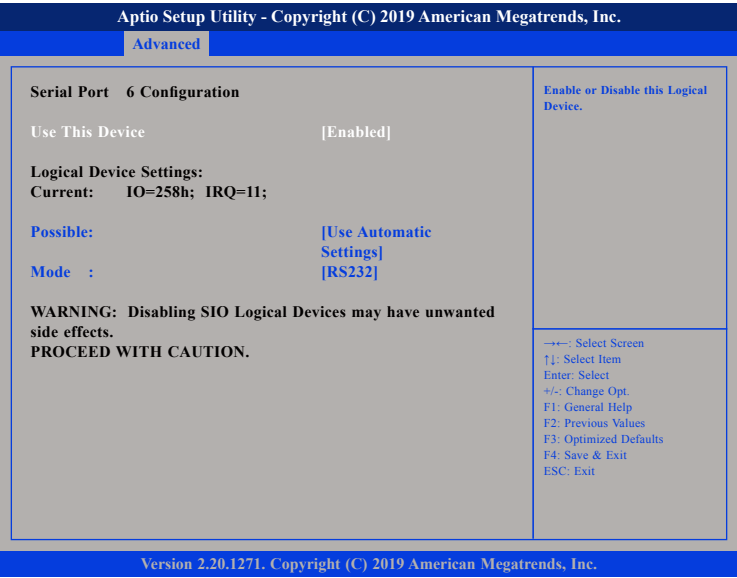 Aptio Setup Utility - Copyright (C) 2019 American Megatrends, Inc.
Advanced
Serial Port   6 Configuration
Use This Device   [Enabled]
Logical Device Settings:
Current:   IO=258h;  IRQ=11;
Possible:   [Use Automatic
Settings]
Mode   :   [RS232]
WARNING:  Disabling SIO Logical Devices may have unwanted
side effects.
PROCEED WITH CAUTION.
Enable or Disable this Logical
Device.
→←: Select Screen
↑↓: Select Item
Enter: Select
+/-: Change Opt.
F1: General Help
F2: Previous Values
F3: Optimized Defaults
F4: Save & Exit
ESC: Exit
Version 2.20.1271. Copyright (C) 2019 American Megatrends, Inc.